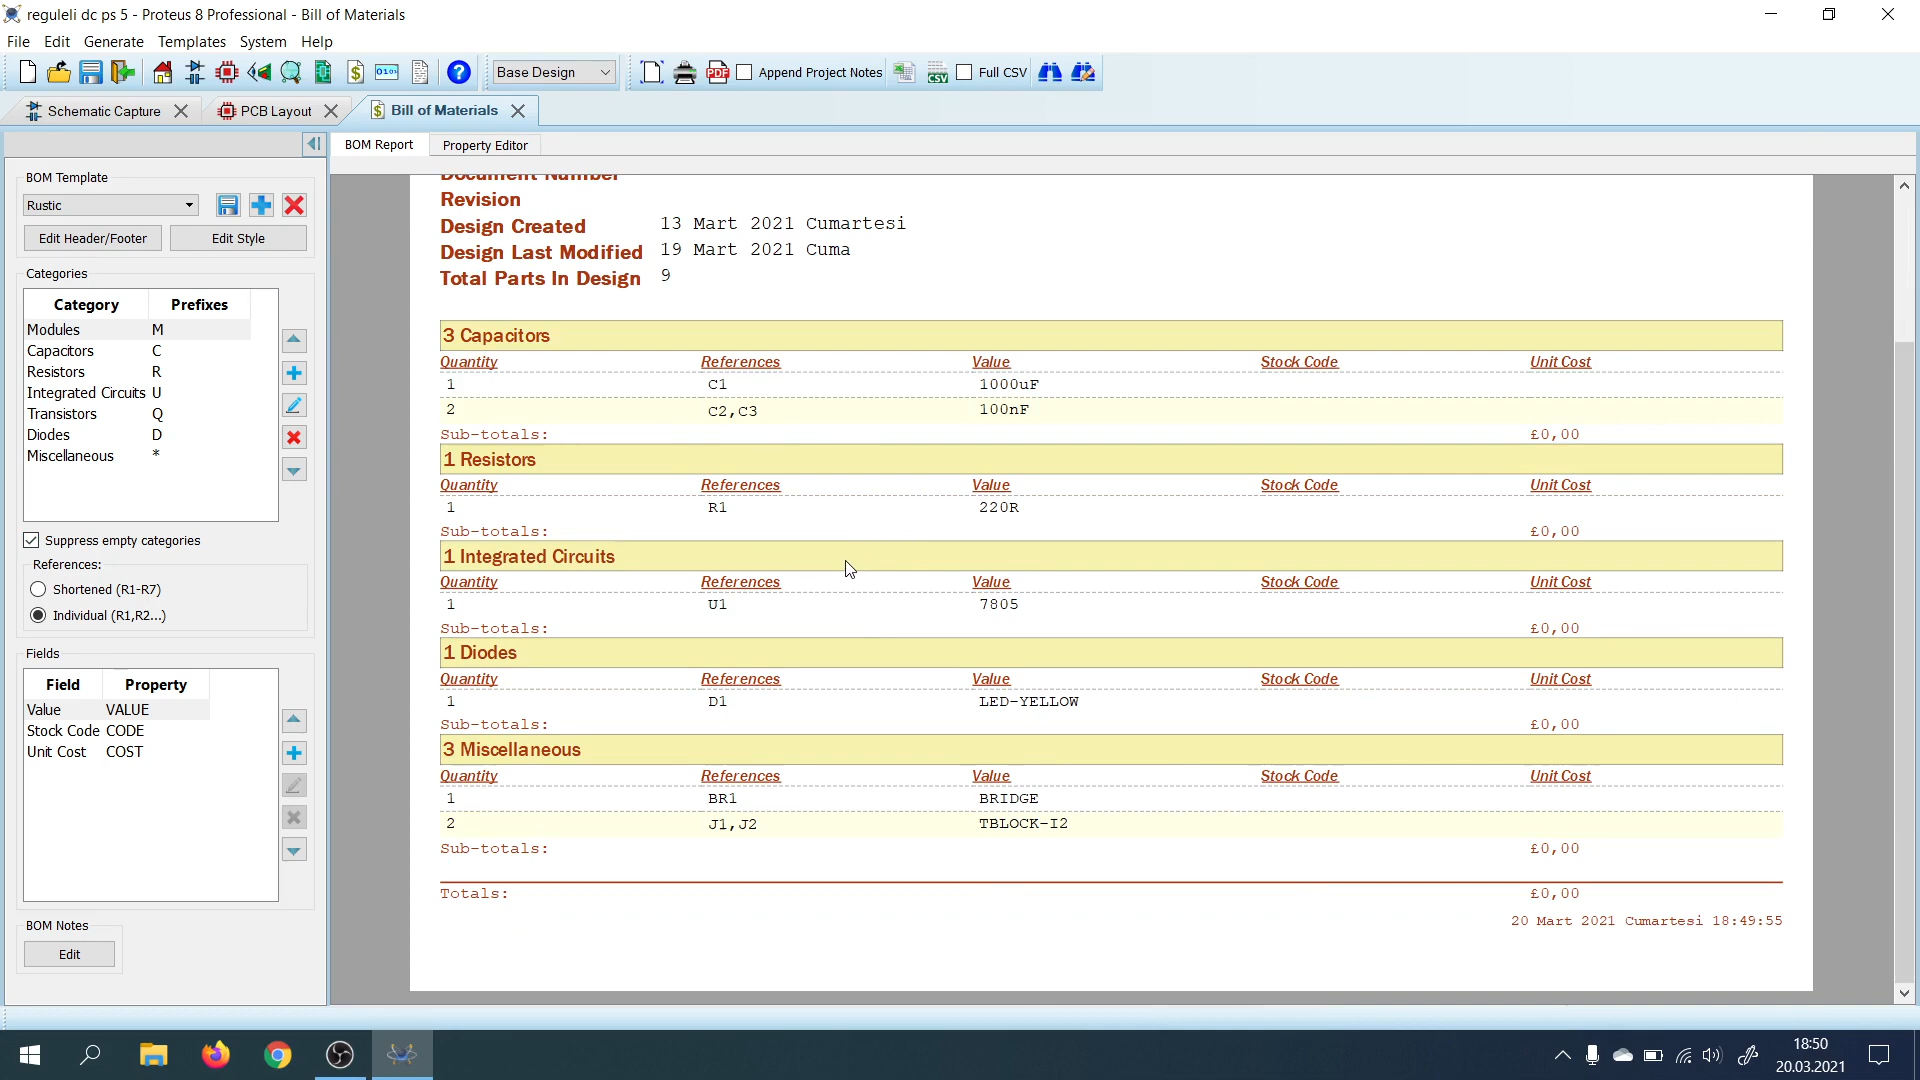 reguleli dc ps 5 - Proteus 8 Professional - Bill of Materials
File Edit Generate Templates System Help
Base Design Append Project Notes Full CSV
Schematic Capture PCB Layout Bill of Materials
BOM Report Property Editor
BOM Template
Rustic
Edit Header/Footer Edit Style
Categories
Category Prefixes
Modules M
Capacitors C
Resistors R
Integrated Circuits U
Transistors Q
Diodes D
Miscellaneous *
Suppress empty categories
References:
Shortened (R1-R7)
Individual (R1,R2...)
Fields
Field Property
Value VALUE
Stock Code CODE
Unit Cost COST
BOM Notes
Edit
Document Number
Revision
Design Created 13 Mart 2021 Cumartesi
Design Last Modified 19 Mart 2021 Cuma
Total Parts In Design 9
3 Capacitors
Quantity References Value Stock Code Unit Cost
1 C1 1000uF
2 C2,C3 100nF
Sub-totals: £0,00
1 Resistors
Quantity References Value Stock Code Unit Cost
1 R1 220R
Sub-totals: £0,00
1 Integrated Circuits
Quantity References Value Stock Code Unit Cost
1 U1 7805
Sub-totals: £0,00
1 Diodes
Quantity References Value Stock Code Unit Cost
1 D1 LED-YELLOW
Sub-totals: £0,00
3 Miscellaneous
Quantity References Value Stock Code Unit Cost
1 BR1 BRIDGE
2 J1,J2 TBLOCK-I2
Sub-totals: £0,00
Totals: £0,00
20 Mart 2021 Cumartesi 18:49:55
18:50
20.03.2021